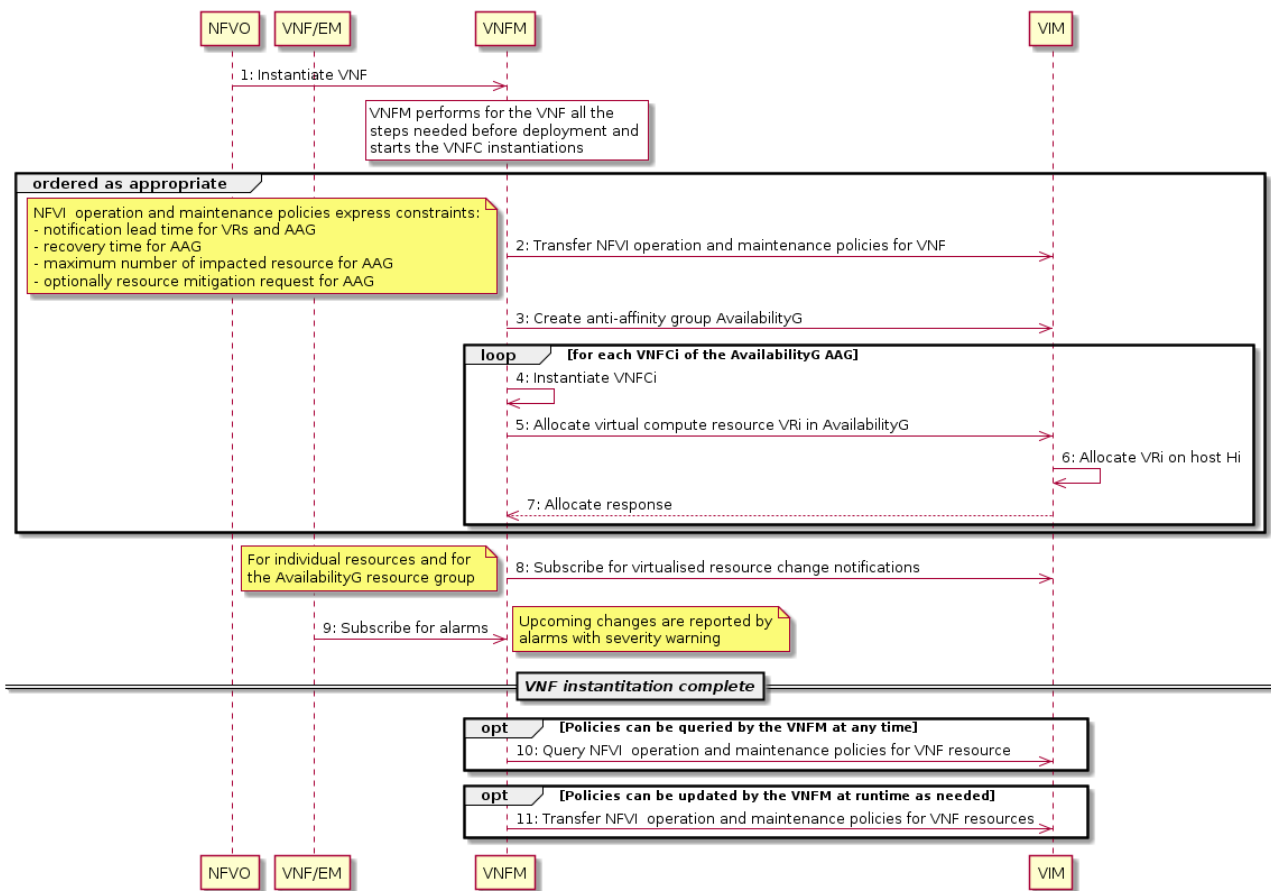 NFVO VNF/EM VNFM VIM
1: Instantiate VNF
VNFM performs for the VNF all the
steps needed before deployment and
starts the VNFC instantiations
ordered as appropriate
NFVI operation and maintenance policies express constraints:
- notification lead time for VRs and AAG
- recovery time for AAG
- maximum number of impacted resource for AAG
- optionally resource mitigation request for AAG
2: Transfer NFVI operation and maintenance policies for VNF
3: Create anti-affinity group AvailabilityG
loop [for each VNFCi of the AvailabilityG AAG]
4: Instantiate VNFCi
5: Allocate virtual compute resource VRi in AvailabilityG
6: Allocate VRi on host Hi
7: Allocate response
For individual resources and for
the AvailabilityG resource group
8: Subscribe for virtualised resource change notifications
9: Subscribe for alarms
Upcoming changes are reported by
alarms with severity warning
VNF instantitation complete
opt [Policies can be queried by the VNFM at any time]
10: Query NFVI operation and maintenance policies for VNF resource
opt [Policies can be updated by the VNFM at runtime as needed]
11: Transfer NFVI operation and maintenance policies for VNF resources
NFVO VNF/EM VNFM VIM